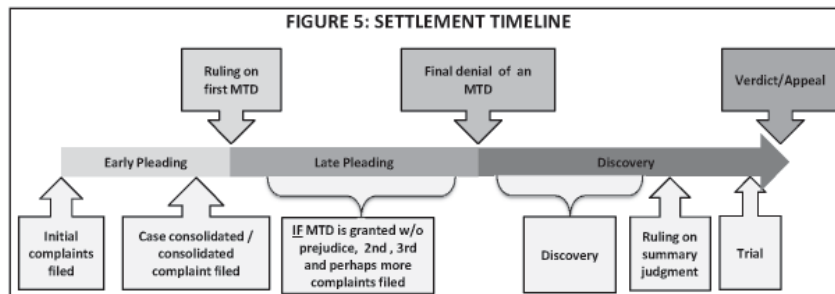 FIGURE 5: SETTLEMENT TIMELINE
Ruling on
first MTD
Final denial of an
MTD
Verdict/Appeal
Early Pleading
Late Pleading
Discovery
Initial
complaints
filed
Case consolidated /
consolidated
complaint filed
IF MTD is granted w/o
prejudice, 2nd , 3rd
and perhaps more
complaints filed
Discovery
Ruling on
summary
judgment
Trial